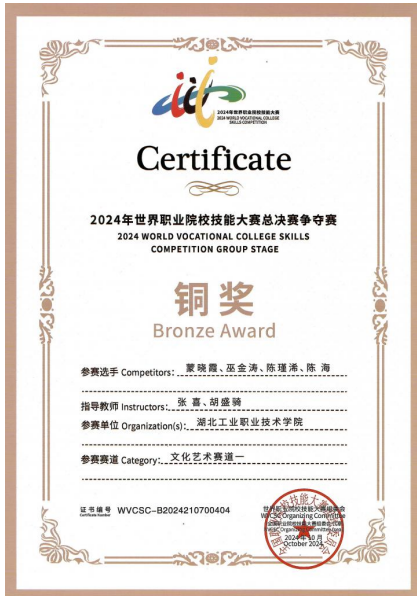 2024年世界职业院校技能大赛
2024 WORLD VOCATIONAL COLLEGE
SKILLS COMPETITION
Certificate
2024年世界职业院校技能大赛总决赛争夺赛
2024 WORLD VOCATIONAL COLLEGE SKILLS
COMPETITION GROUP STAGE
铜奖
Bronze Award
参赛选手 Competitors: 蒙晓霞、巫金涛、陈瑾浠、陈 海
指导教师 Instructors: 张 喜、胡盛骑
参赛单位 Organization(s): 湖北工业职业技术学院
参赛赛道 Category: 文化艺术赛道一
证书编号 WVCSC-B2024210700404
Certificate Number
世界职业院校技能大赛组委会
WVCSC Organizing Committee
2024年10月
October 2024